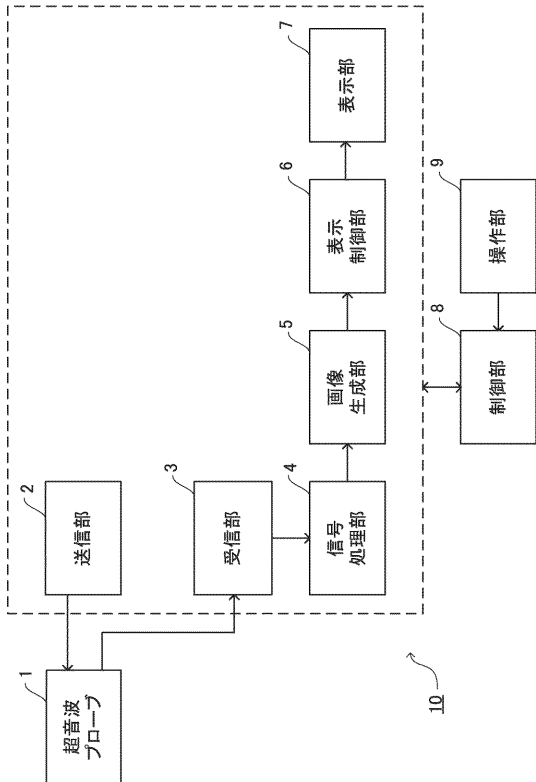 1
超音波
プローブ
2
送信部
3
受信部
4
信号
処理部
5
画像
生成部
6
表示
制御部
7
表示部
8
制御部
9
操作部
10